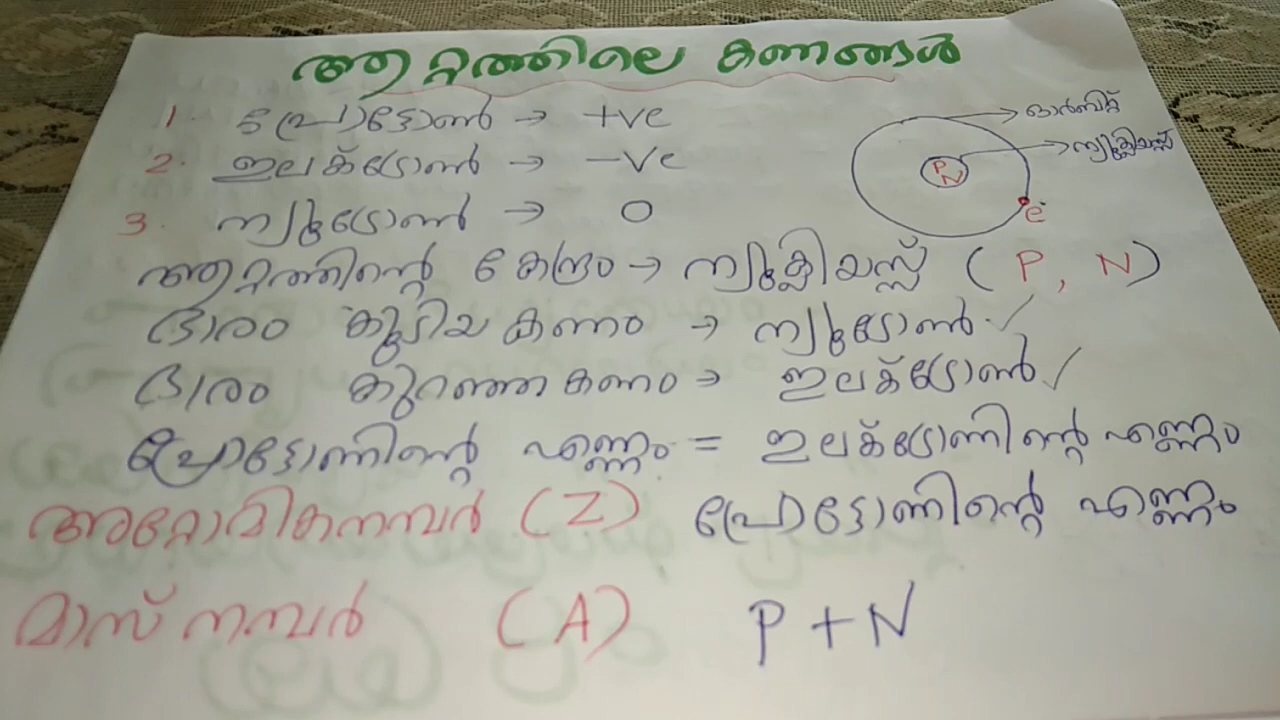 ആറ്റത്തിലെ കണങ്ങൾ
1. പ്രോട്ടോൺ → +ve
2. ഇലക്ട്രോൺ → -ve
3. ന്യൂട്രോൺ → 0
ഓർബിറ്റ്
ന്യൂക്ലിയസ്സ്
P
N
e-
ആറ്റത്തിന്റെ കേന്ദ്രം → ന്യൂക്ലിയസ്സ് (P, N)
ഭാരം കൂടിയ കണം → ന്യൂട്രോൺ ✓
ഭാരം കുറഞ്ഞ കണം → ഇലക്ട്രോൺ ✓
പ്രോട്ടോണിന്റെ എണ്ണം = ഇലക്ട്രോണിന്റെ എണ്ണം
അറ്റോമിക നമ്പർ (Z) പ്രോട്ടോണിന്റെ എണ്ണം
മാസ് നമ്പർ (A) P + N